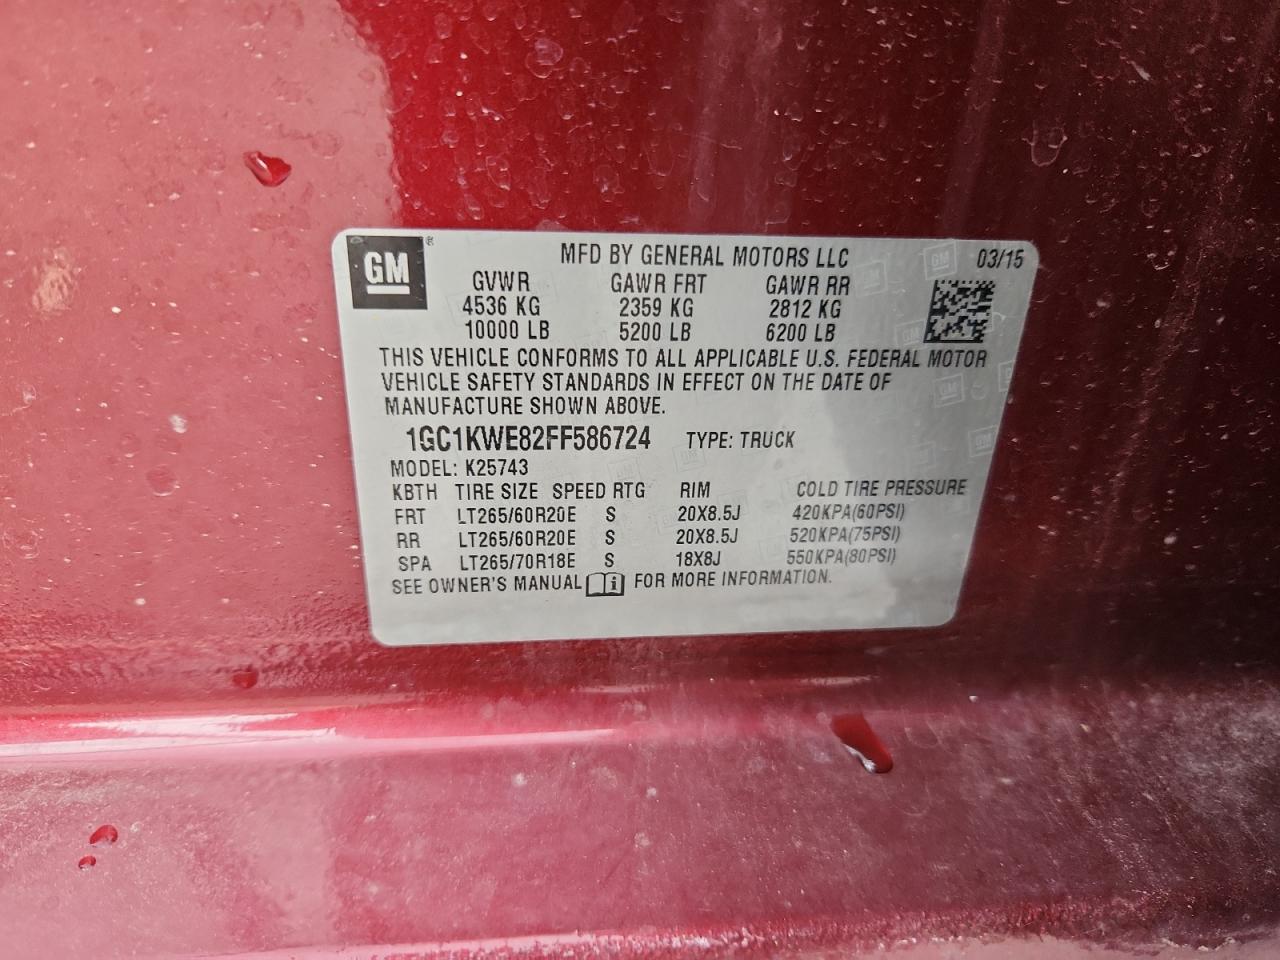 GM ® MFD BY GENERAL MOTORS LLC 03/15
GVWR GAWR FRT GAWR RR
4536 KG 2359 KG 2812 KG
10000 LB 5200 LB 6200 LB
THIS VEHICLE CONFORMS TO ALL APPLICABLE U.S. FEDERAL MOTOR
VEHICLE SAFETY STANDARDS IN EFFECT ON THE DATE OF
MANUFACTURE SHOWN ABOVE.
1GC1KWE82FF586724 TYPE: TRUCK
MODEL: K25743
KBTH TIRE SIZE SPEED RTG RIM COLD TIRE PRESSURE
FRT LT265/60R20E S 20X8.5J 420KPA(60PSI)
RR LT265/60R20E S 20X8.5J 520KPA(75PSI)
SPA LT265/70R18E S 18X8J 550KPA(80PSI)
SEE OWNER'S MANUAL i FOR MORE INFORMATION.